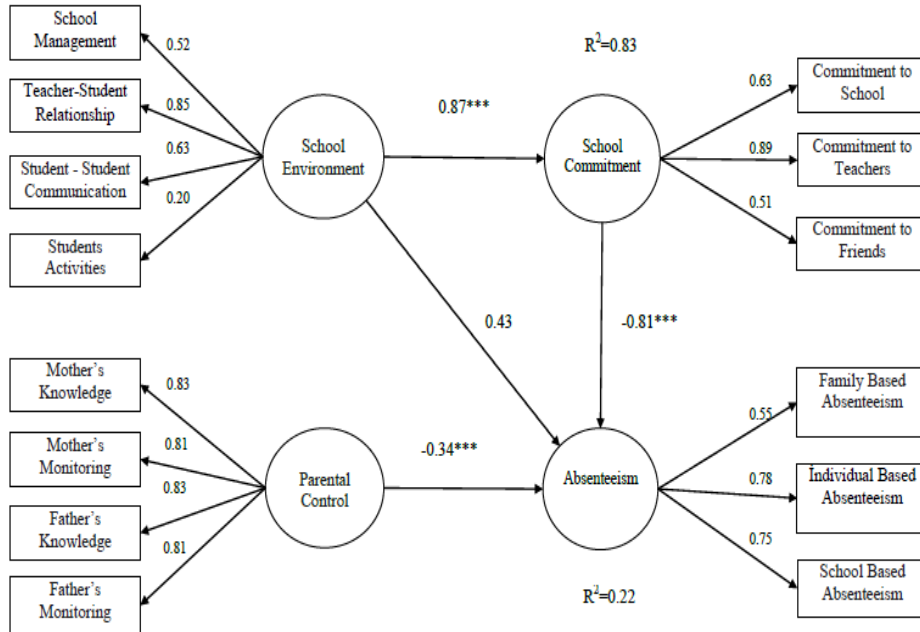 School
Management
0.52
Teacher-Student
Relationship
0.85
Student - Student
Communication
0.63
Students
Activities
0.20
School
Environment
0.87***
R²=0.83
School
Commitment
0.63
Commitment to
School
0.89
Commitment to
Teachers
0.51
Commitment to
Friends
0.43
-0.81***
Mother's
Knowledge
0.83
Mother's
Monitoring
0.81
Father's
Knowledge
0.83
Father's
Monitoring
0.81
Parental
Control
-0.34***
Absenteeism
R²=0.22
0.55
Family Based
Absenteeism
0.78
İndividual Based
Absenteeism
0.75
School Based
Absenteeism